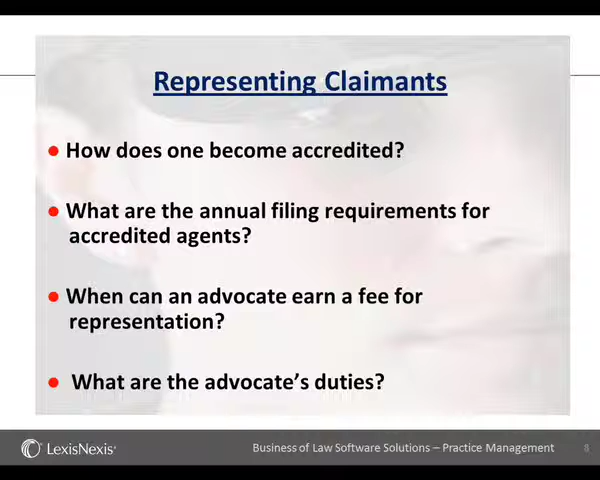 Representing Claimants
• How does one become accredited?
• What are the annual filing requirements for
accredited agents?
• When can an advocate earn a fee for
representation?
• What are the advocate's duties?
LexisNexis®
Business of Law Software Solutions – Practice Management
8